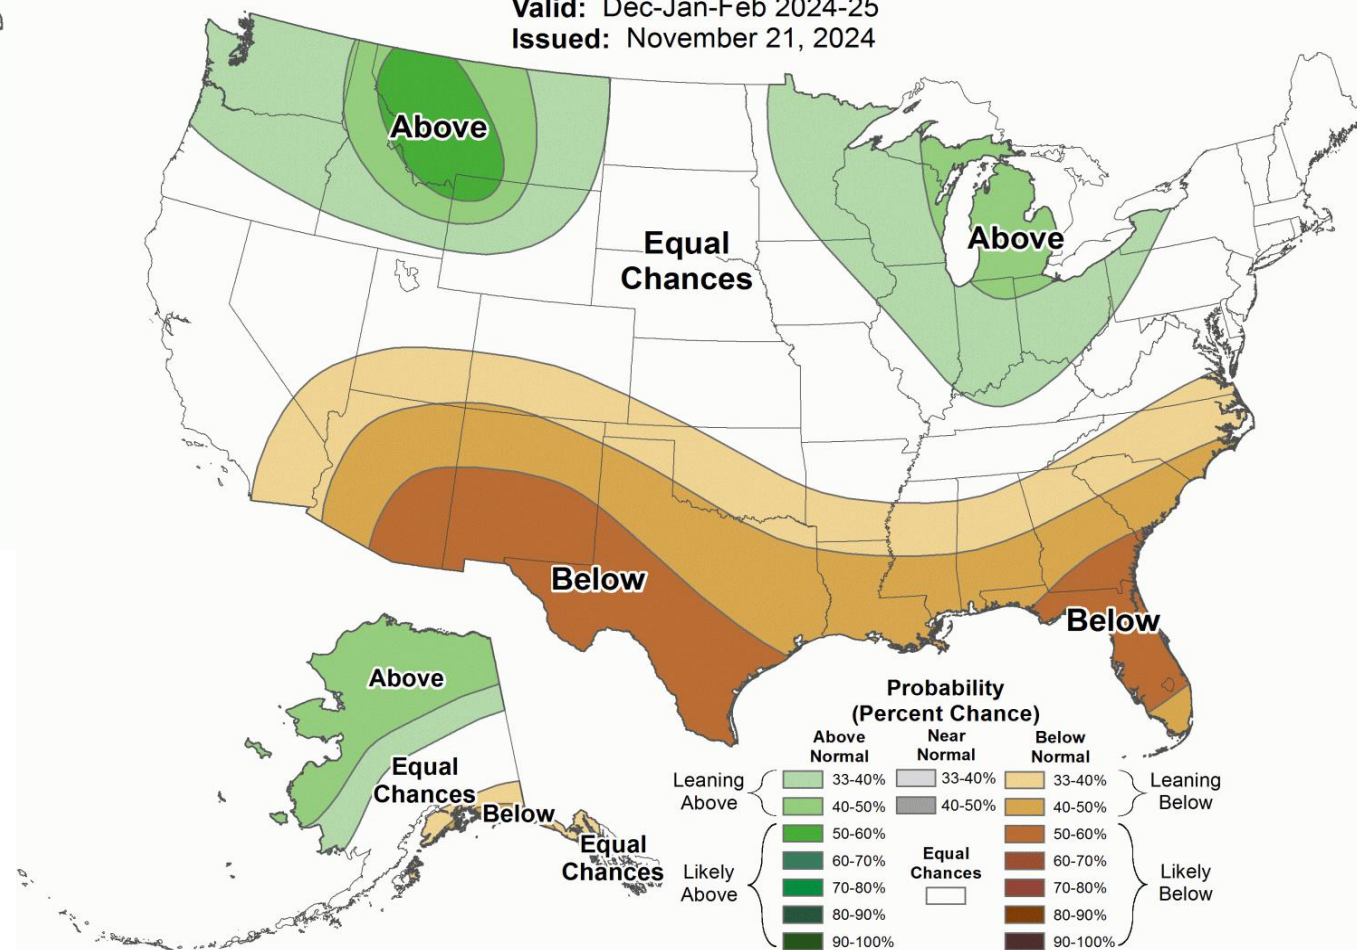 Valid: Dec-Jan-Feb 2024-25
Issued: November 21, 2024
Above
Above
Equal
Chances
Below
Below
Above
Equal
Chances
Below
Equal
Chances
Probability
(Percent Chance)
Above
Normal
Near
Normal
Below
Normal
Leaning
Above
33-40% 33-40% 33-40%
40-50% 40-50% 40-50%
Leaning
Below
Likely
Above
50-60% 50-60%
60-70% 60-70%
70-80% 70-80%
80-90% 80-90%
90-100% 90-100%
Equal
Chances
Likely
Below